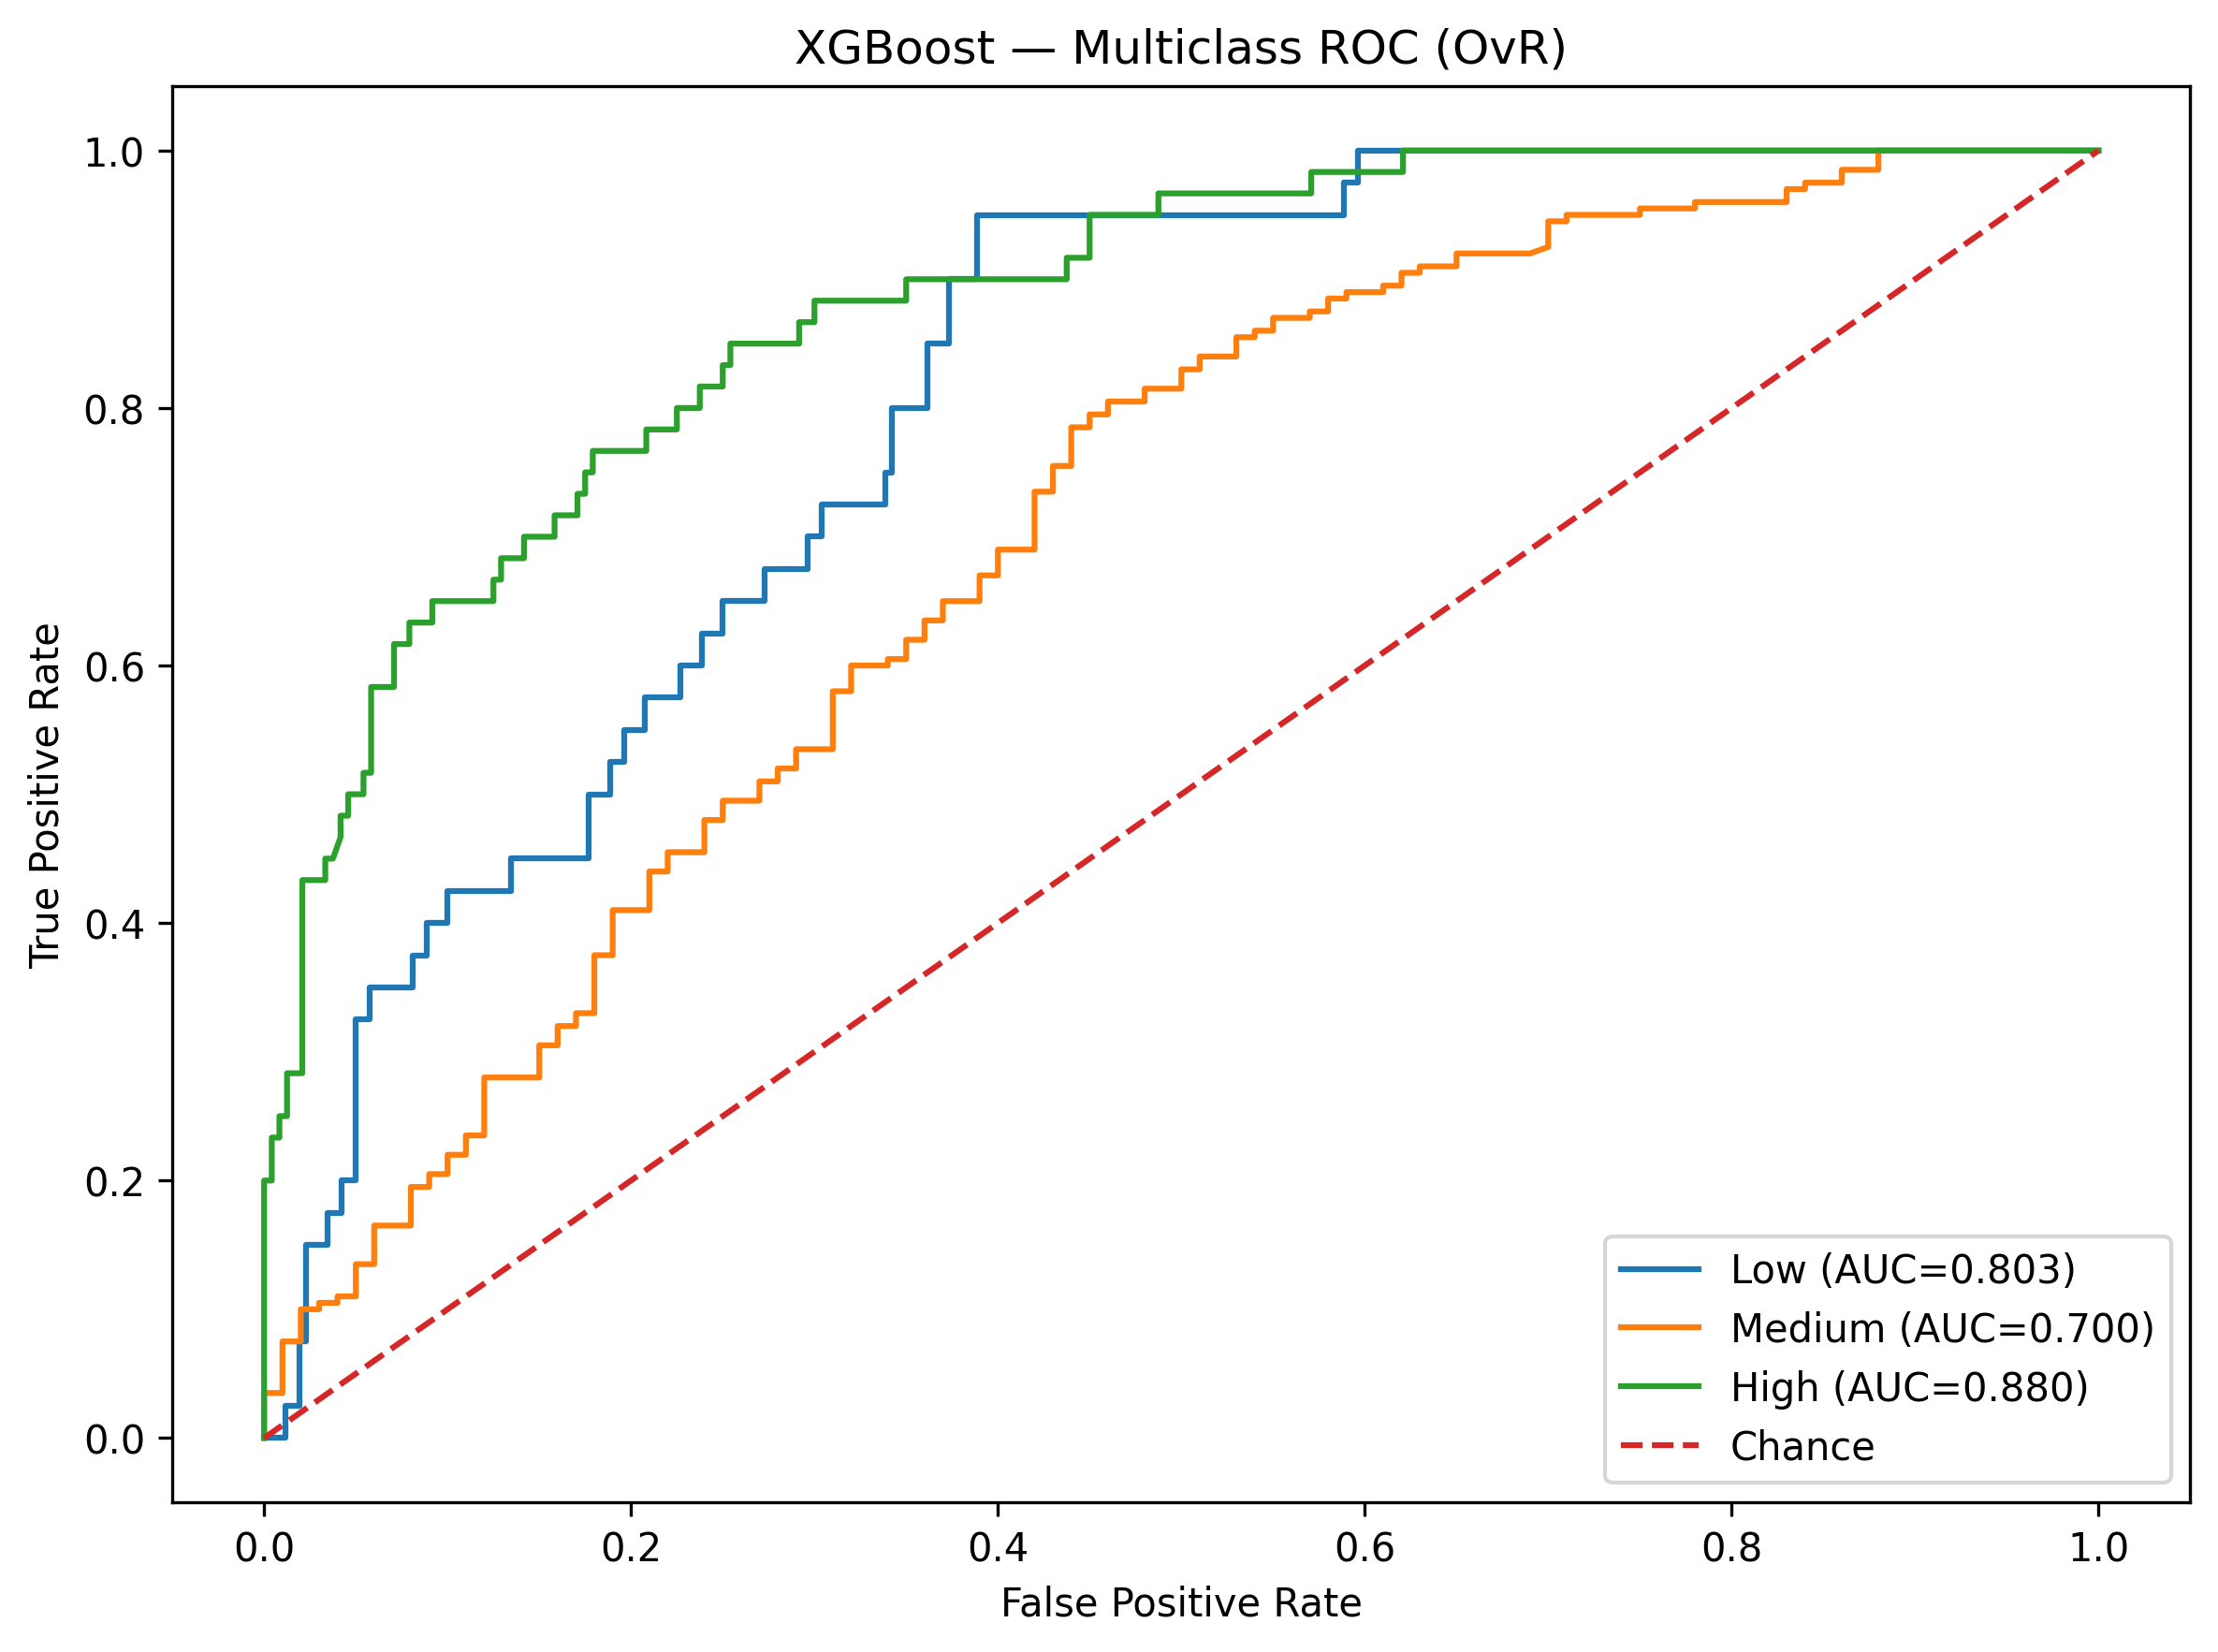 XGBoost — Multiclass ROC (OvR)
True Positive Rate
1.0
0.8
0.6
0.4
0.2
0.0
Low (AUC=0.803)
Medium (AUC=0.700)
High (AUC=0.880)
Chance
0.0 0.2 0.4 0.6 0.8 1.0
False Positive Rate